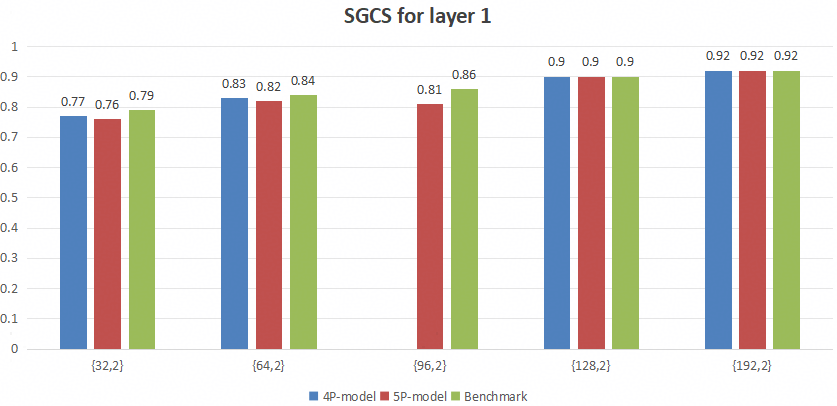 SGCS for layer 1
1
0.9
0.8
0.7
0.6
0.5
0.4
0.3
0.2
0.1
0
0.77 0.76 0.79
0.83 0.82 0.84
0.81 0.86
0.9 0.9 0.9
0.92 0.92 0.92
{32,2} {64,2} {96,2} {128,2} {192,2}
4P-model 5P-model Benchmark